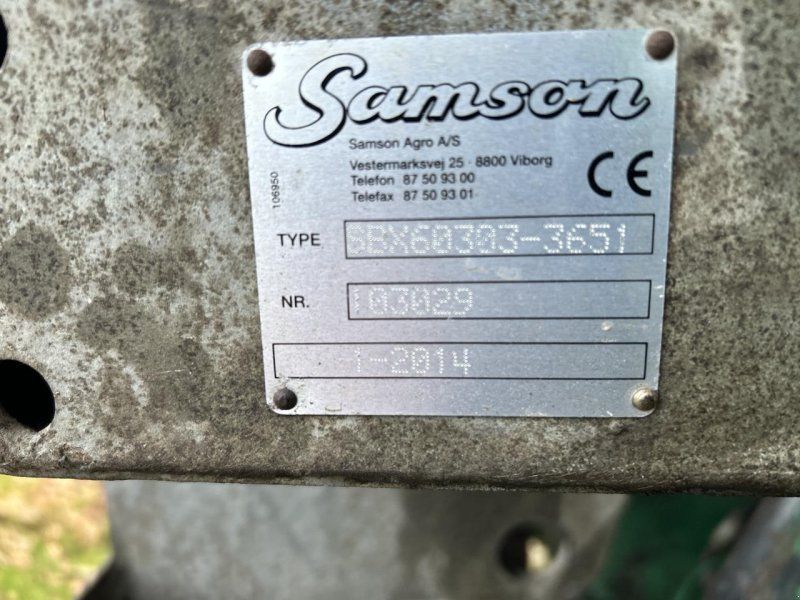 Samson
Samson Agro A/S
Vestermarksvej 25 - 8800 Viborg
Telefon 87 50 93 00
Telefax 87 50 93 01
CE
106950
TYPE SBX60303-3651
NR. 103029
1-2014